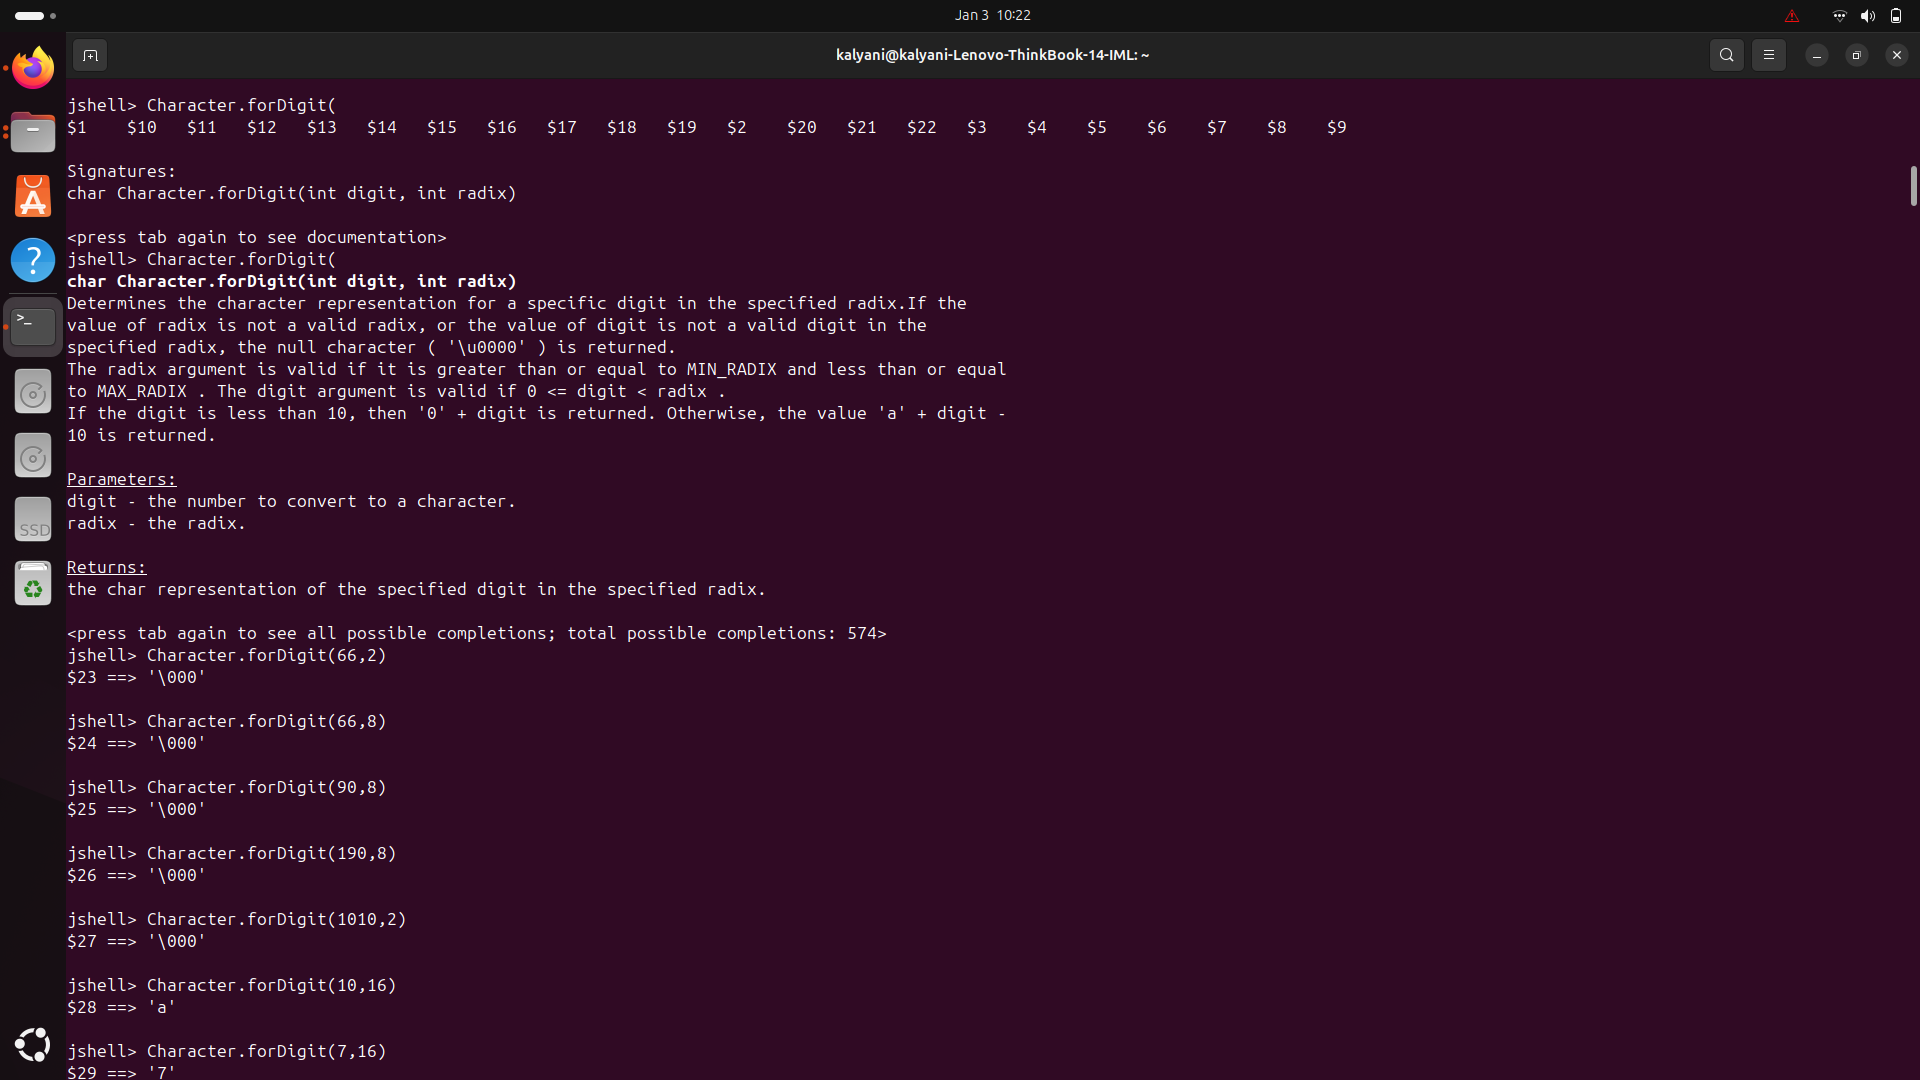 Jan 3 10:22
kalyani@kalyani-Lenovo-ThinkBook-14-IML: ~
jshell> Character.forDigit(
$1 $10 $11 $12 $13 $14 $15 $16 $17 $18 $19 $2 $20 $21 $22 $3 $4 $5 $6 $7 $8 $9
Signatures:
char Character.forDigit(int digit, int radix)
<press tab again to see documentation>
jshell> Character.forDigit(
char Character.forDigit(int digit, int radix)
Determines the character representation for a specific digit in the specified radix.If the
value of radix is not a valid radix, or the value of digit is not a valid digit in the
specified radix, the null character ( '\u0000' ) is returned.
The radix argument is valid if it is greater than or equal to MIN_RADIX and less than or equal
to MAX_RADIX . The digit argument is valid if 0 <= digit < radix .
If the digit is less than 10, then '0' + digit is returned. Otherwise, the value 'a' + digit -
10 is returned.
Parameters:
digit - the number to convert to a character.
radix - the radix.
Returns:
the char representation of the specified digit in the specified radix.
<press tab again to see all possible completions; total possible completions: 574>
jshell> Character.forDigit(66,2)
$23 ==> '\000'
jshell> Character.forDigit(66,8)
$24 ==> '\000'
jshell> Character.forDigit(90,8)
$25 ==> '\000'
jshell> Character.forDigit(190,8)
$26 ==> '\000'
jshell> Character.forDigit(1010,2)
$27 ==> '\000'
jshell> Character.forDigit(10,16)
$28 ==> 'a'
jshell> Character.forDigit(7,16)
$29 ==> '7'
SSD